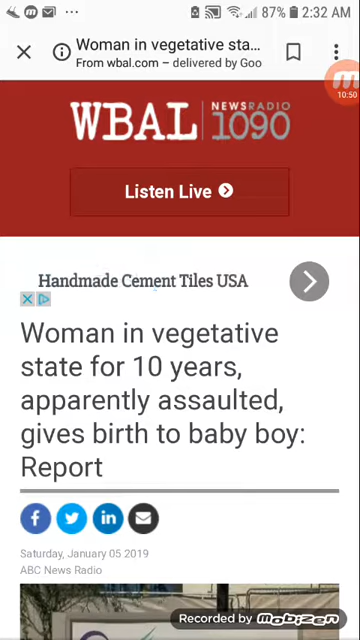 87% 2:32 AM
Woman in vegetative sta...
From wbal.com – delivered by Goo
10:50
WBAL NEWSRADIO 1090
Listen Live
Handmade Cement Tiles USA
Woman in vegetative
state for 10 years,
apparently assaulted,
gives birth to baby boy:
Report
Saturday, January 05 2019
ABC News Radio
Recorded by mobizen